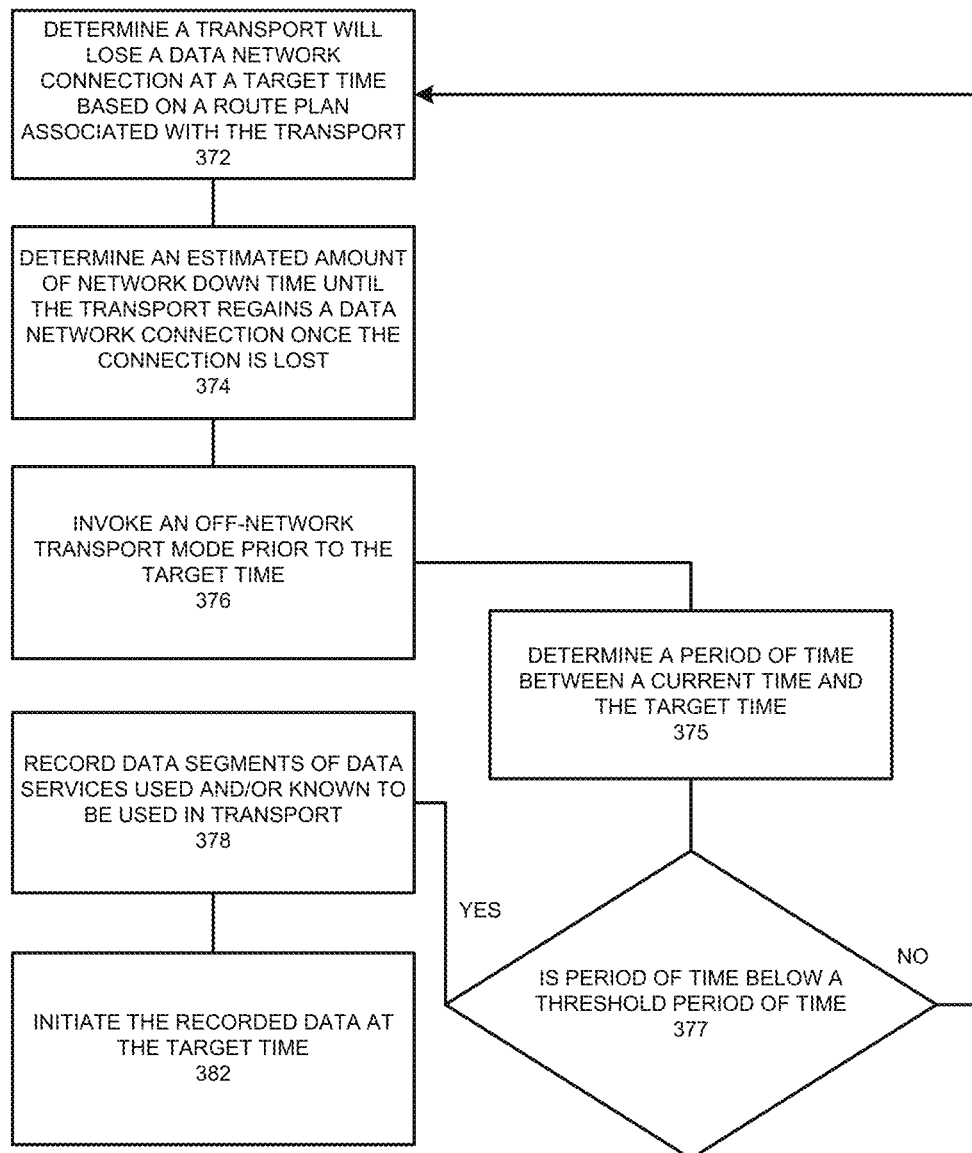 DETERMINE A TRANSPORT WILL
LOSE A DATA NETWORK
CONNECTION AT A TARGET TIME
BASED ON A ROUTE PLAN
ASSOCIATED WITH THE TRANSPORT
372
DETERMINE AN ESTIMATED AMOUNT
OF NETWORK DOWN TIME UNTIL
THE TRANSPORT REGAINS A DATA
NETWORK CONNECTION ONCE THE
CONNECTION IS LOST
374
INVOKE AN OFF-NETWORK
TRANSPORT MODE PRIOR TO THE
TARGET TIME
376
DETERMINE A PERIOD OF TIME
BETWEEN A CURRENT TIME AND
THE TARGET TIME
375
IS PERIOD OF TIME BELOW A
THRESHOLD PERIOD OF TIME
377
YES
NO
RECORD DATA SEGMENTS OF DATA
SERVICES USED AND/OR KNOWN TO
BE USED IN TRANSPORT
378
INITIATE THE RECORDED DATA AT
THE TARGET TIME
382